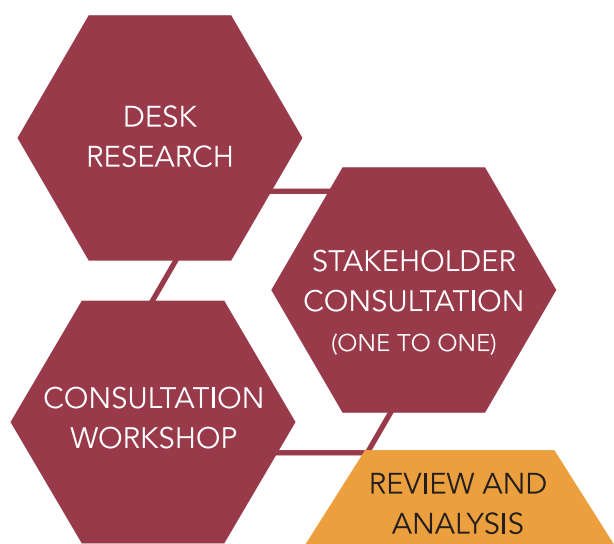 DESK
RESEARCH
STAKEHOLDER
CONSULTATION
(ONE TO ONE)
CONSULTATION
WORKSHOP
REVIEW AND
ANALYSIS